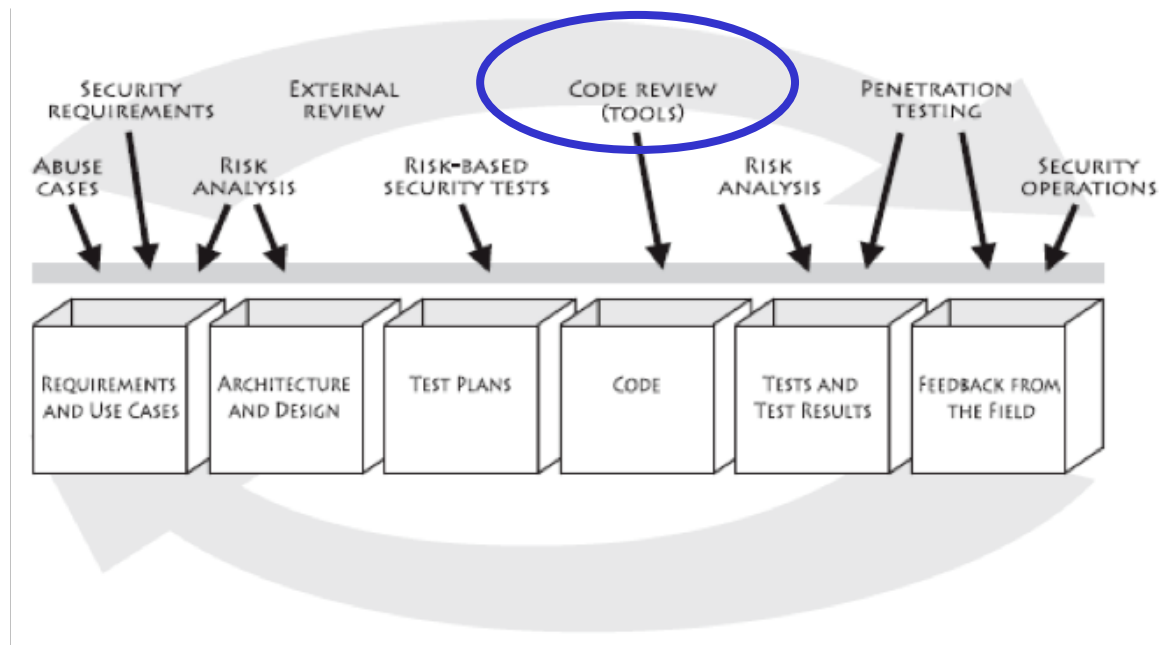 SECURITY
REQUIREMENTS
EXTERNAL
REVIEW
CODE REVIEW
(TOOLS)
PENETRATION
TESTING
ABUSE
CASES
RISK
ANALYSIS
RISK-BASED
SECURITY TESTS
RISK
ANALYSIS
SECURITY
OPERATIONS
REQUIREMENTS
AND USE CASES
ARCHITECTURE
AND DESIGN
TEST PLANS
CODE
TESTS AND
TEST RESULTS
FEEDBACK FROM
THE FIELD